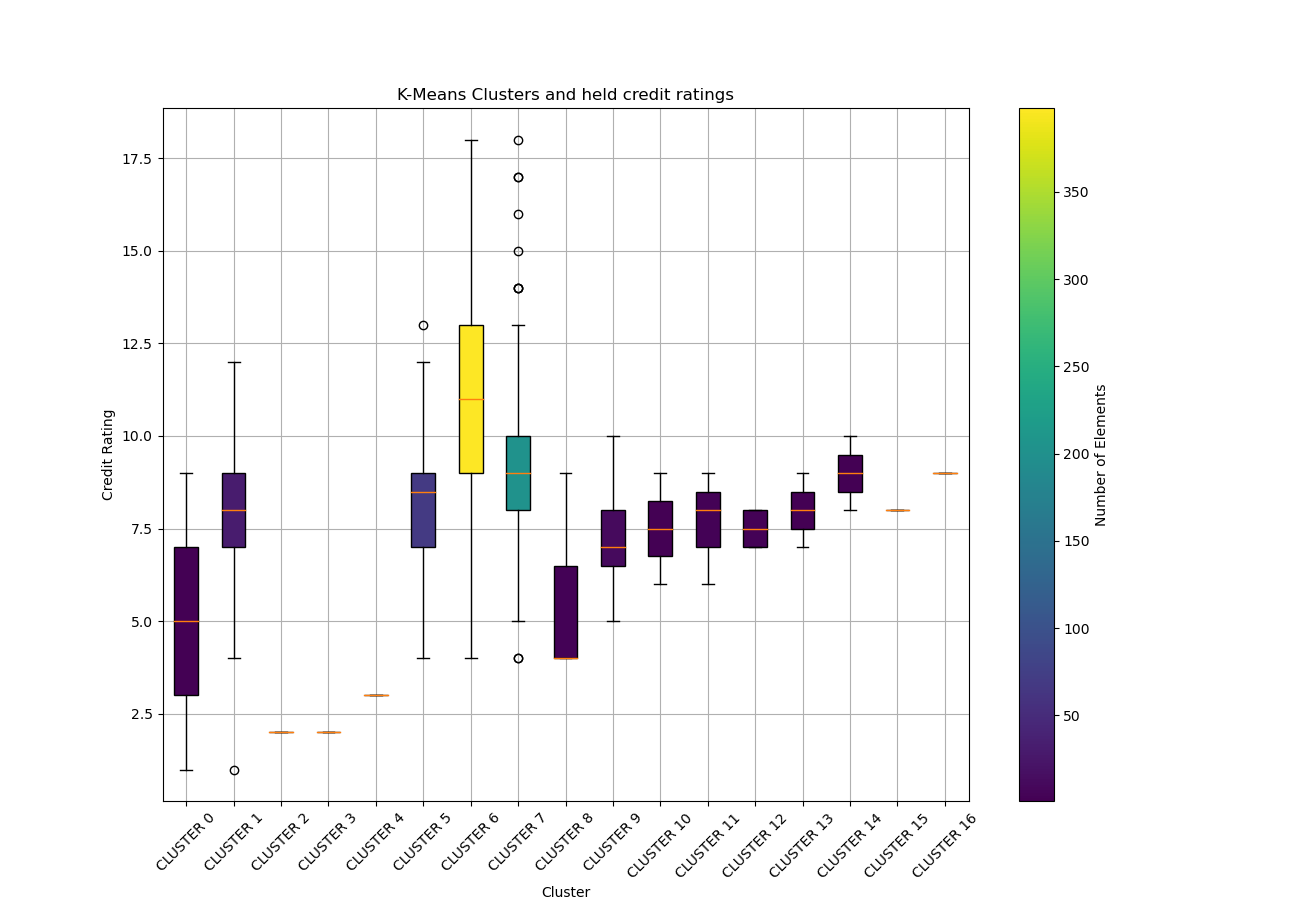 K-Means Clusters and held credit ratings
Credit Rating
17.5
15.0
12.5
10.0
7.5
5.0
2.5
CLUSTER 0
CLUSTER 1
CLUSTER 2
CLUSTER 3
CLUSTER 4
CLUSTER 5
CLUSTER 6
CLUSTER 7
CLUSTER 8
CLUSTER 9
CLUSTER 10
CLUSTER 11
CLUSTER 12
CLUSTER 13
CLUSTER 14
CLUSTER 15
CLUSTER 16
Cluster
350
300
250
200
150
100
50
Number of Elements